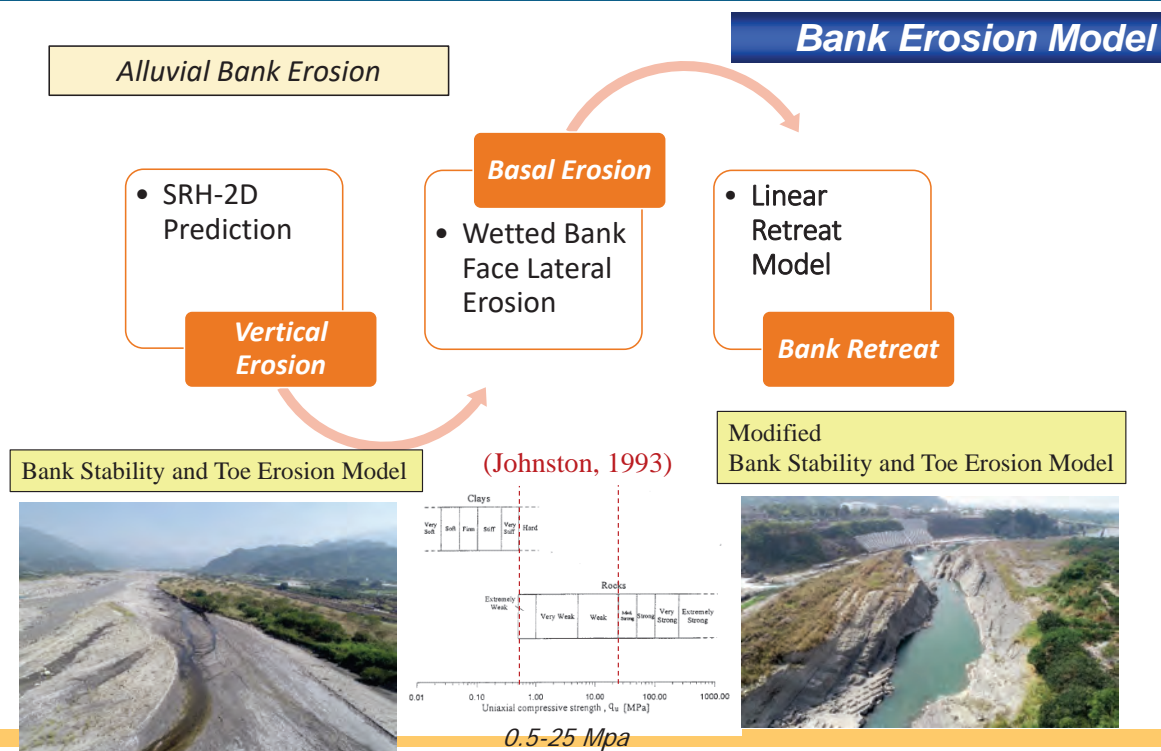 Bank Erosion Model
Alluvial Bank Erosion
• SRH-2D
Prediction
Vertical
Erosion
Basal Erosion
• Wetted Bank
Face Lateral
Erosion
• Linear
Retreat
Model
Bank Retreat
Bank Stability and Toe Erosion Model
(Johnston, 1993)
Clays
Very Soft
Soft
Firm
Stiff
Very Stiff
Hard
Rocks
Extremely Weak
Very Weak
Weak
Strong
Very Strong
Extremely Strong
0.01
0.10
1.00
10.00
100.00
1000.00
Uniaxial compressive strength , qu [MPa]
0.5-25 Mpa
Modified
Bank Stability and Toe Erosion Model